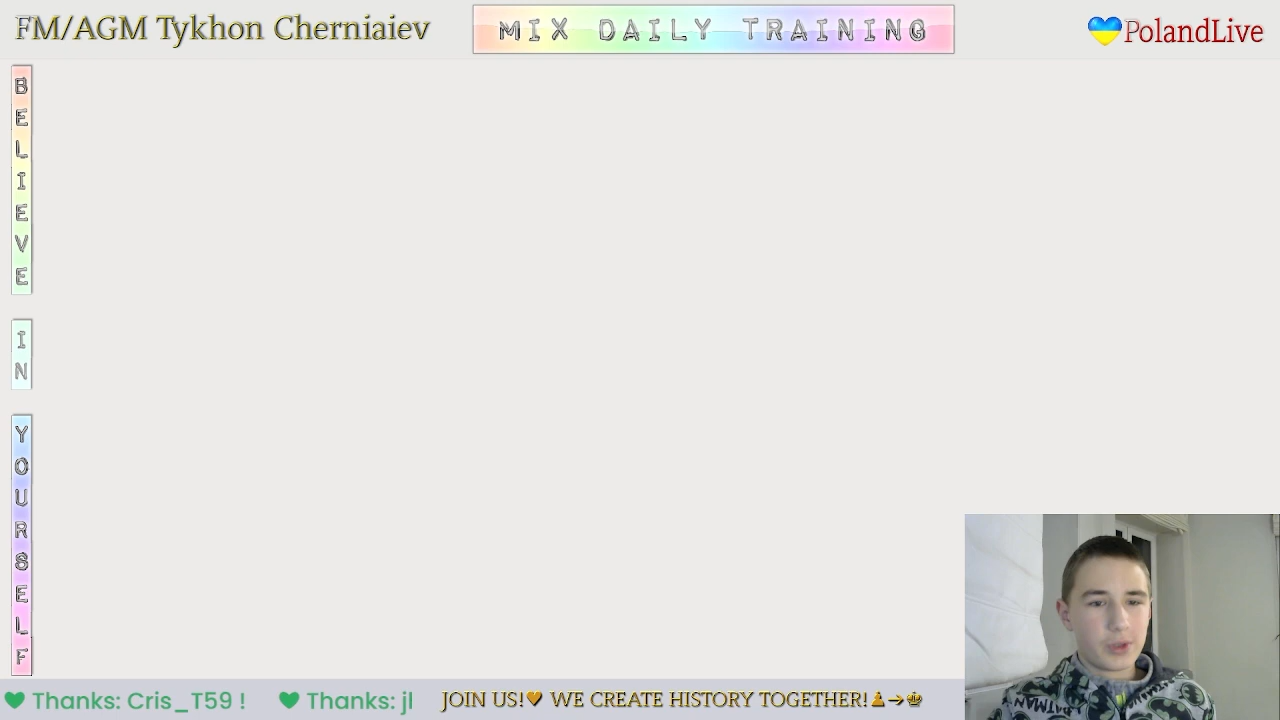 FM/AGM Tykhon Cherniaiev
MIX DAILY TRAINING
PolandLive
BELIEVE
IN
YOURSELF
Thanks: Cris_T59 !
Thanks: jl
JOIN US! WE CREATE HISTORY TOGETHER!
BATMAN